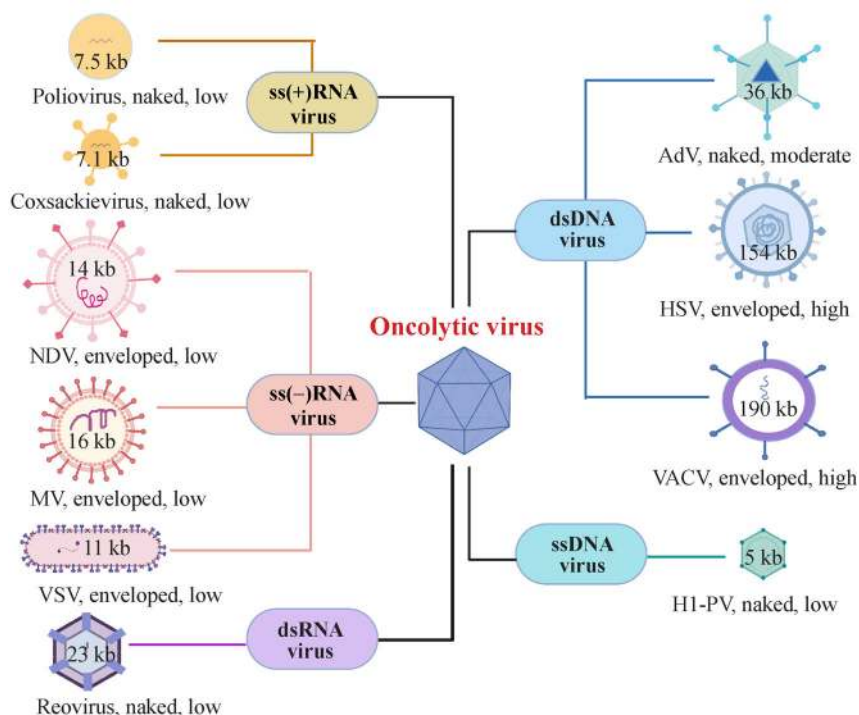 7.5 kb
Poliovirus, naked, low
7.1 kb
Coxsackievirus, naked, low
ss(+)RNA
virus
14 kb
NDV, enveloped, low
16 kb
MV, enveloped, low
11 kb
VSV, enveloped, low
ss(−)RNA
virus
23 kb
Reovirus, naked, low
dsRNA
virus
Oncolytic virus
dsDNA
virus
36 kb
AdV, naked, moderate
154 kb
HSV, enveloped, high
190 kb
VACV, enveloped, high
ssDNA
virus
5 kb
H1-PV, naked, low